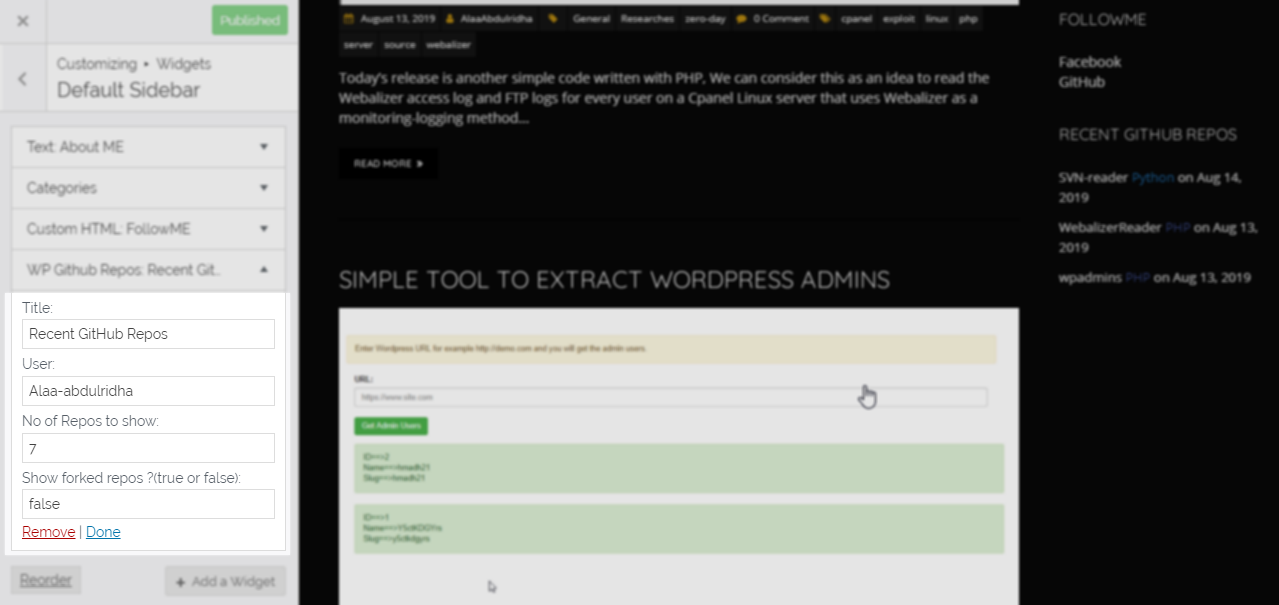 Published
Customizing • Widgets
Default Sidebar
Text: About ME
Categories
Custom HTML: FollowME
WP Github Repos: Recent Git...
Title:
Recent GitHub Repos
User:
Alaa-abdulridha
No of Repos to show:
7
Show forked repos ?(true or false):
false
Remove | Done
Reorder
+ Add a Widget
August 13, 2019 AlaaAbdulridha General Researches zero-day 0 Comment cpanel exploit linux php
server source webalizer
Today's release is another simple code written with PHP, We can consider this as an idea to read the
Webalizer access log and FTP logs for every user on a Cpanel Linux server that uses Webalizer as a
monitoring-logging method...
READ MORE »
SIMPLE TOOL TO EXTRACT WORDPRESS ADMINS
Enter Wordpress URL for example http://demo.com and you will get the admin users.
URL:
https://www.site.com
Get Admin Users
ID==>2
Name==>hmadh21
Slug==>hmadh21
ID==>1
FOLLOWME
Facebook
GitHub
RECENT GITHUB REPOS
SVN-reader Python on Aug 14,
2019
WebalizerReader PHP on Aug 13,
2019
wpadmins PHP on Aug 13, 2019